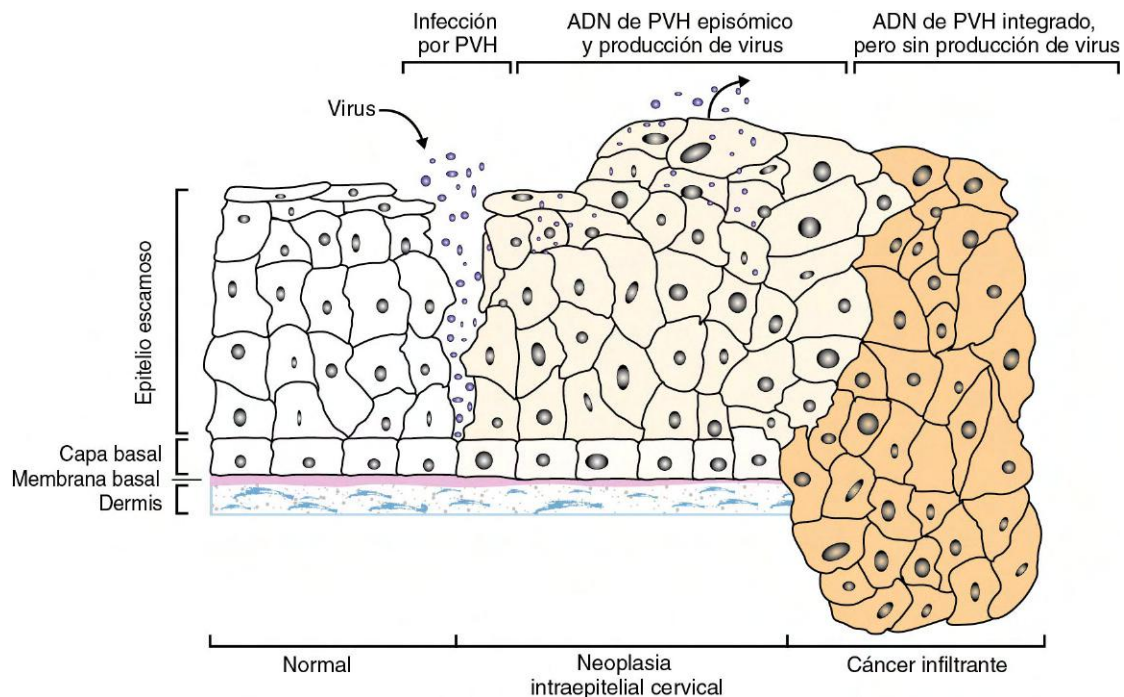 Infección
por PVH
ADN de PVH episómico
y producción de virus
ADN de PVH integrado,
pero sin producción de virus
Virus
Epitelio escamoso
Capa basal
Membrana basal
Dermis
Normal
Neoplasia
intraepitelial cervical
Cáncer infiltrante